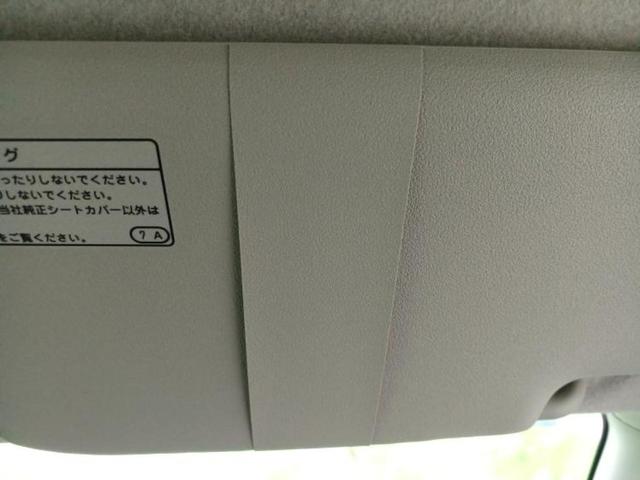 グ
ったりしないでください。
りしないでください。
当社純正シートカバー以外は
をご覧ください。
7 A